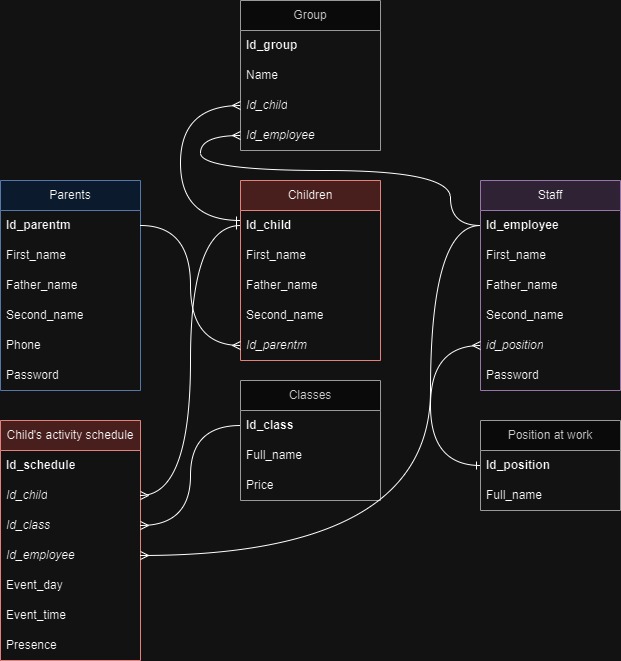 Group
Id_group
Name
Id_child
Id_employee
Parents
Id_parentm
First_name
Father_name
Second_name
Phone
Password
Children
Id_child
First_name
Father_name
Second_name
Id_parentm
Staff
Id_employee
First_name
Father_name
Second_name
id_position
Password
Classes
Id_class
Full_name
Price
Child's activity schedule
Id_schedule
Id_child
Id_class
Id_employee
Event_day
Event_time
Presence
Position at work
Id_position
Full_name